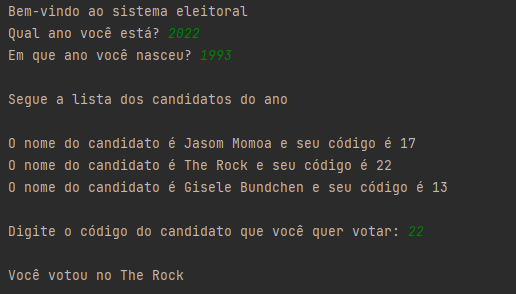 Bem-vindo ao sistema eleitoral
Qual ano você está? 2022
Em que ano você nasceu? 1993
Segue a lista dos candidatos do ano
O nome do candidato é Jasom Momoa e seu código é 17
O nome do candidato é The Rock e seu código é 22
O nome do candidato é Gisele Bundchen e seu código é 13
Digite o código do candidato que você quer votar: 22
Você votou no The Rock